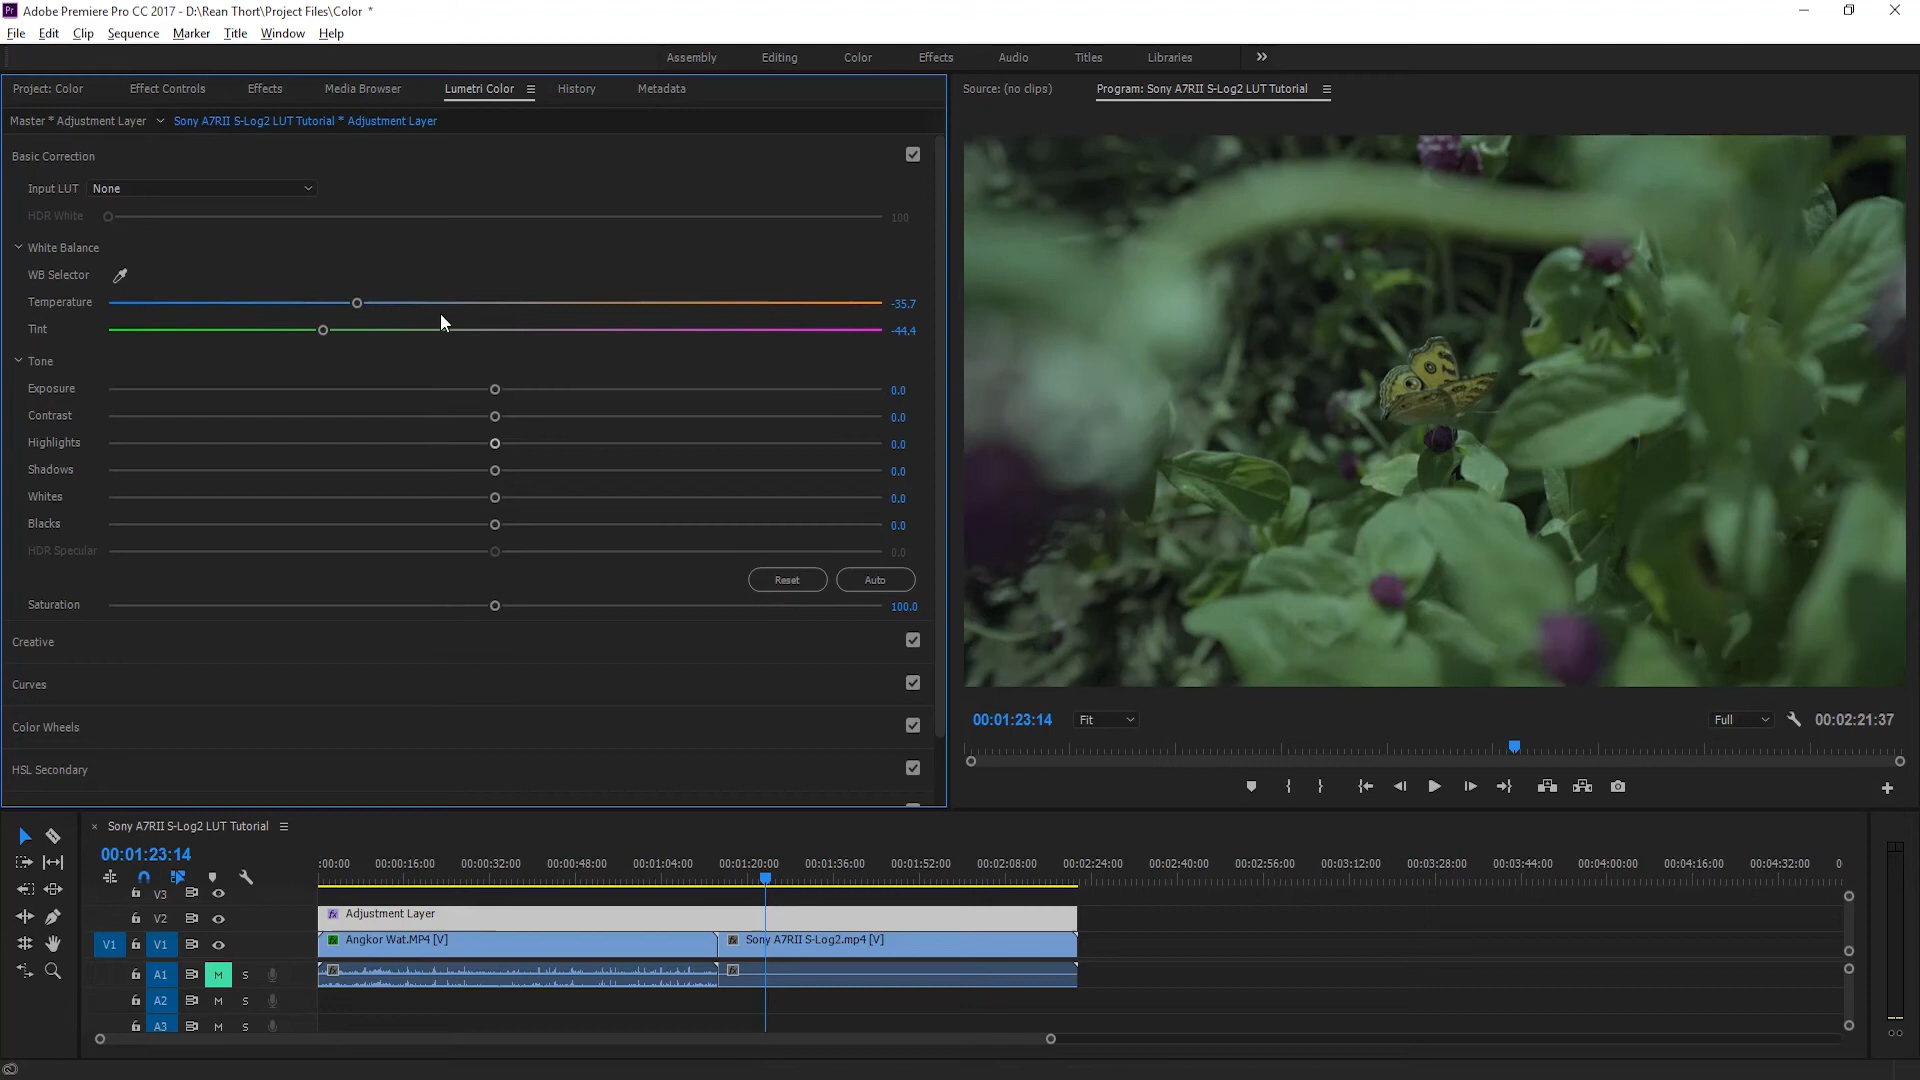 Adobe Premiere Pro CC 2017 - D:\Rean Thort\Project Files\Color *
File Edit Clip Sequence Marker Title Window Help
Assembly Editing Color Effects Audio Titles Libraries
Project: Color Effect Controls Effects Media Browser Lumetri Color History Metadata
Source: (no clips) Program: Sony A7RII S-Log2 LUT Tutorial
Master * Adjustment Layer Sony A7RII S-Log2 LUT Tutorial * Adjustment Layer
Basic Correction
Input LUT None
HDR White 100
White Balance
WB Selector
Temperature -35.7
Tint -44.4
Tone
Exposure 0.0
Contrast 0.0
Highlights 0.0
Shadows 0.0
Whites 0.0
Blacks 0.0
HDR Specular 0.0
Reset Auto
Saturation 100.0
Creative
Curves
Color Wheels
HSL Secondary
00:01:23:14 Fit Full 00:02:21:37
Sony A7RII S-Log2 LUT Tutorial
00:01:23:14
:00:00 00:00:16:00 00:00:32:00 00:00:48:00 00:01:04:00 00:01:20:00 00:01:36:00 00:01:52:00 00:02:08:00 00:02:24:00 00:02:40:00 00:02:56:00 00:03:12:00 00:03:28:00 00:03:44:00 00:04:00:00 00:04:16:00 00:04:32:00 0
V3
V2 fx Adjustment Layer
V1 V1 fx Angkor Wat.MP4 [V] fx Sony A7RII S-Log2.mp4 [V]
A1 M S fx fx
A2 M S
A3 M S